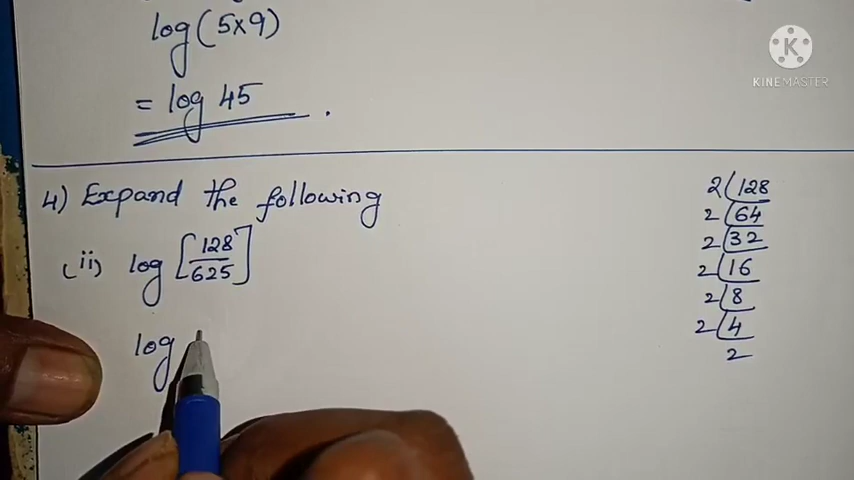 log (5x9)
= log 45 .
K
KINEMASTER
4) Expand the following
(ii) log [128/625]
log
2 128
2 64
2 32
2 16
2 8
2 4
2